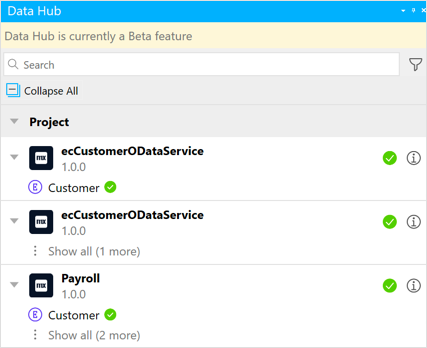 Data Hub
Data Hub is currently a Beta feature
Search
Collapse All
Project
mx ecCustomerODataService
1.0.0
E Customer
mx ecCustomerODataService
1.0.0
Show all (1 more)
mx Payroll
1.0.0
E Customer
Show all (2 more)